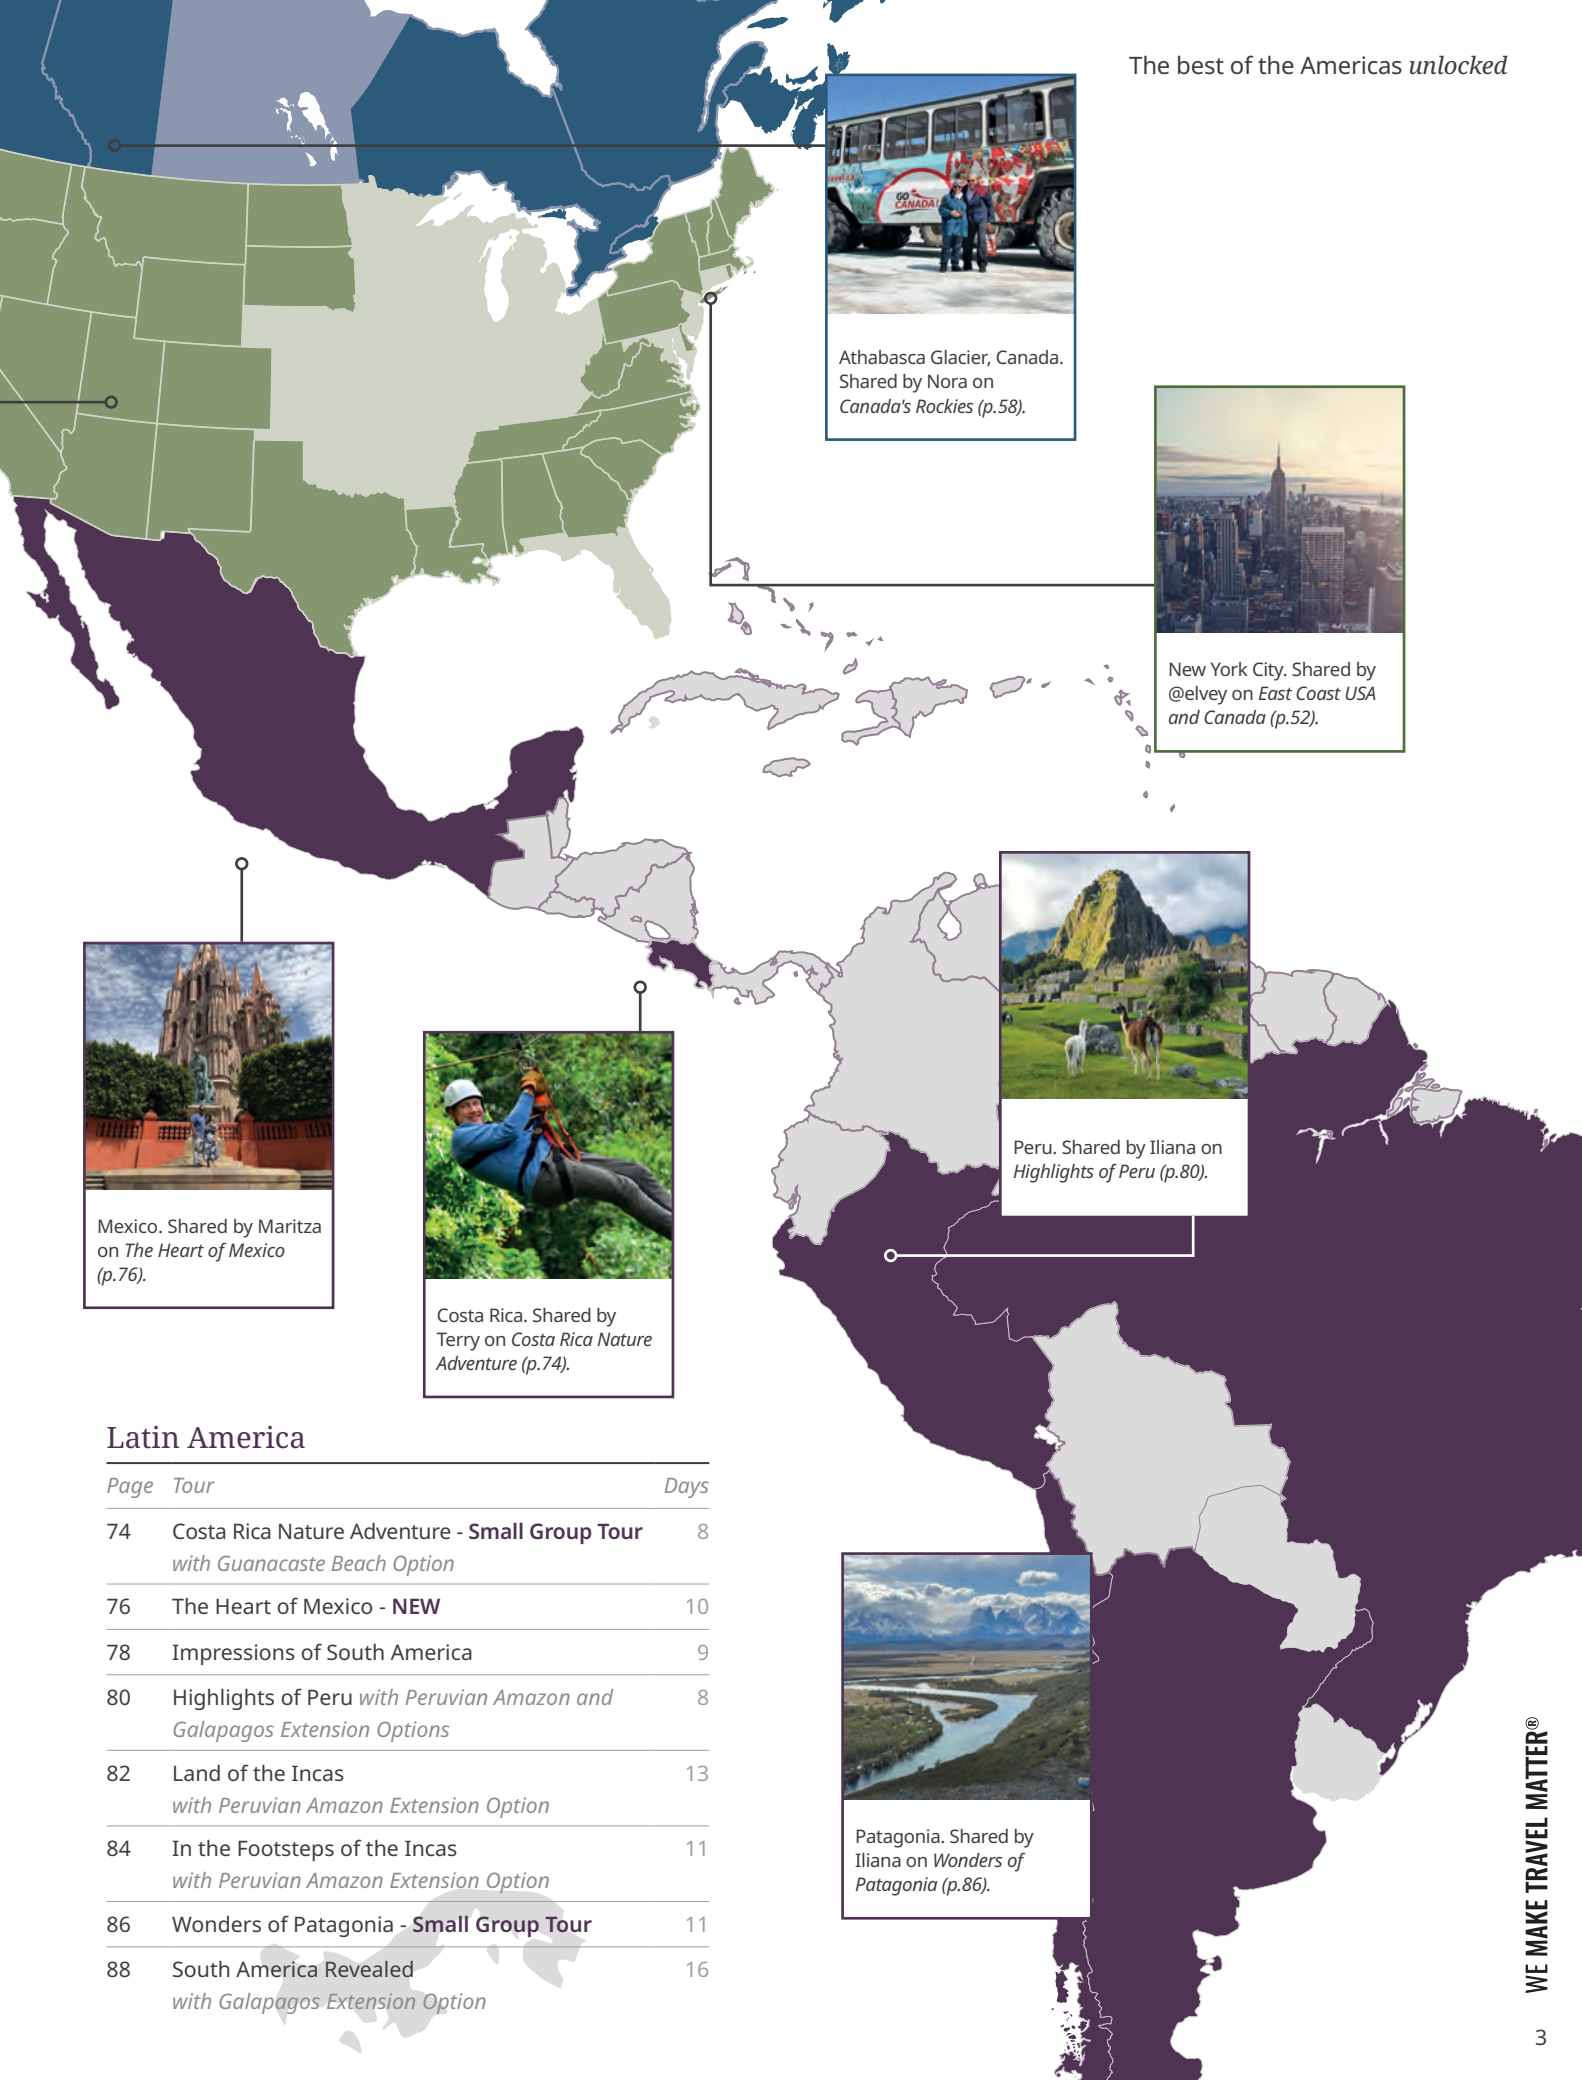 The best of the Americas unlocked
GO
CANADA!
Athabasca Glacier, Canada.
Shared by Nora on
Canada's Rockies (p.58).
New York City. Shared by
@elvey on East Coast USA
and Canada (p.52).
Peru. Shared by Iliana on
Highlights of Peru (p.80).
Mexico. Shared by Maritza
on The Heart of Mexico
(p.76).
Costa Rica. Shared by
Terry on Costa Rica Nature
Adventure (p.74).
Latin America
Page Tour Days
74 Costa Rica Nature Adventure - Small Group Tour 8
with Guanacaste Beach Option
76 The Heart of Mexico - NEW 10
78 Impressions of South America 9
80 Highlights of Peru with Peruvian Amazon and 8
Galapagos Extension Options
82 Land of the Incas 13
with Peruvian Amazon Extension Option
84 In the Footsteps of the Incas 11
with Peruvian Amazon Extension Option
86 Wonders of Patagonia - Small Group Tour 11
88 South America Revealed 16
with Galapagos Extension Option
Patagonia. Shared by
Iliana on Wonders of
Patagonia (p.86).
WE MAKE TRAVEL MATTER®
3